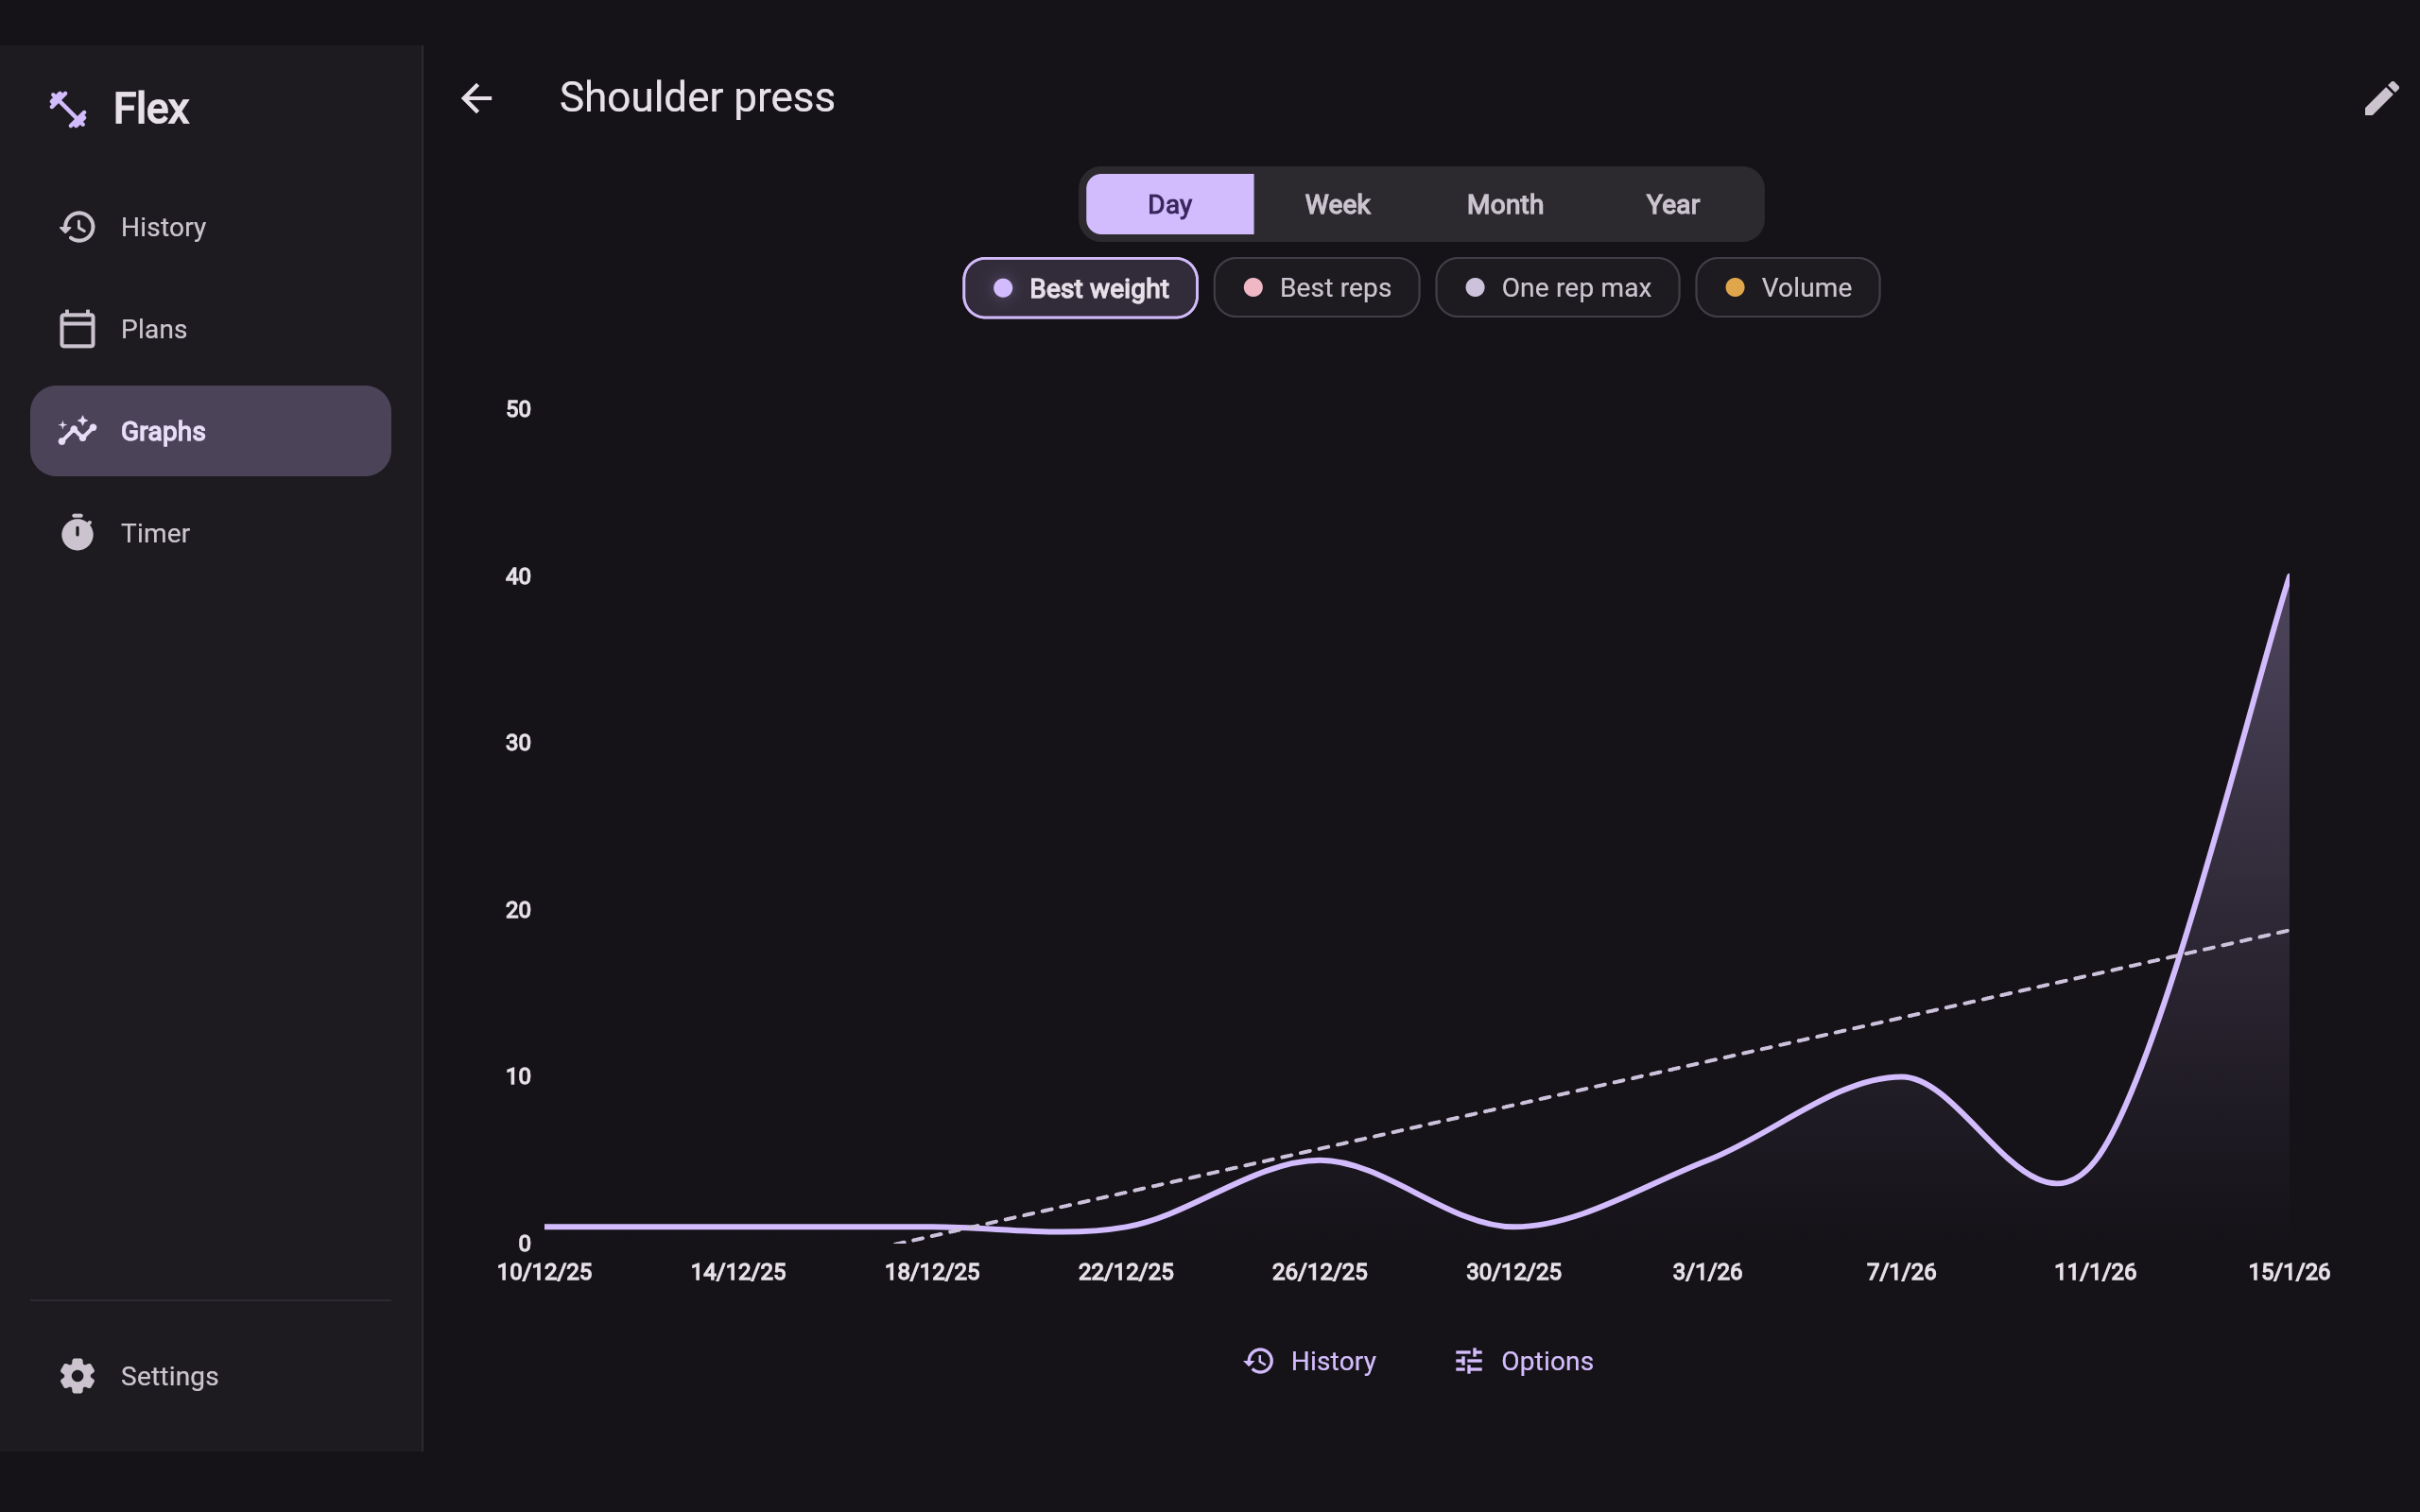 Flex
History
Plans
Graphs
Timer
Settings
Shoulder press
Day Week Month Year
Best weight Best reps One rep max Volume
50
40
30
20
10
0
10/12/25 14/12/25 18/12/25 22/12/25 26/12/25 30/12/25 3/1/26 7/1/26 11/1/26 15/1/26
History Options